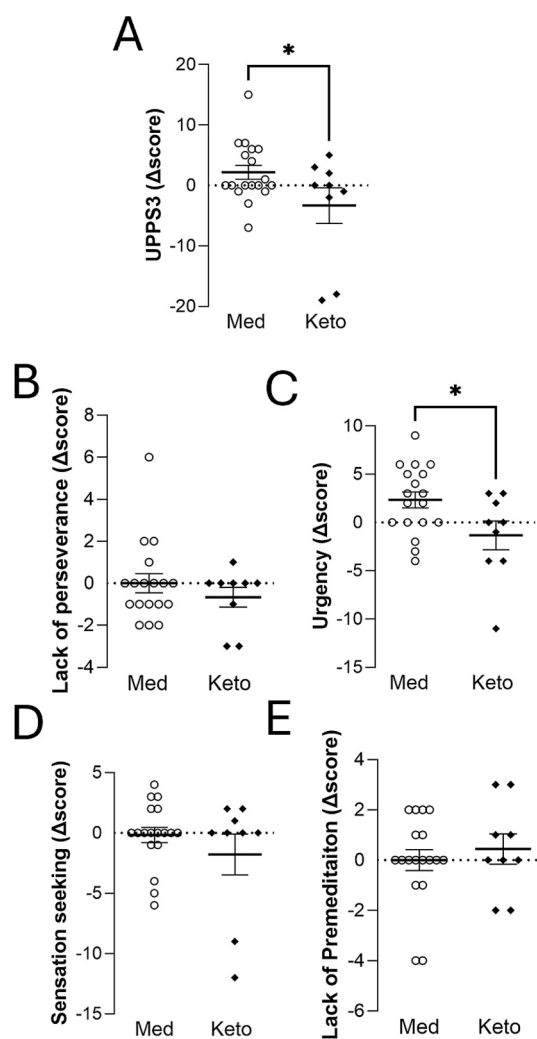 A
*
UPPS3 (Δscore)
20
10
0
-10
-20
Med Keto
B
Lack of perseverance (Δscore)
8
6
4
2
0
-2
-4
Med Keto
C
*
Urgency (Δscore)
10
5
0
-5
-10
-15
Med Keto
D
Sensation seeking (Δscore)
5
0
-5
-10
-15
Med Keto
E
Lack of Premeditaiton (Δscore)
4
2
0
-2
-4
-6
Med Keto